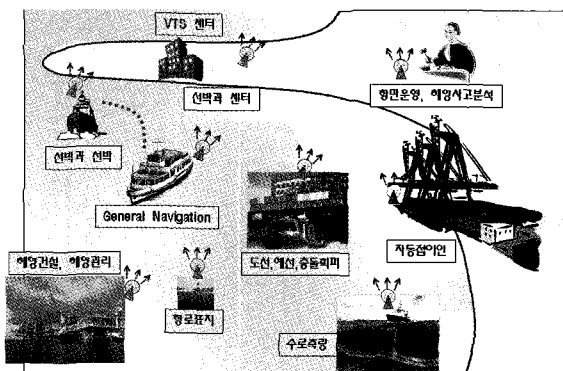 VTS 센터
선박과 센터
항만운영, 해양사고분석
선박과 선박
General Navigation
도선,예선,충돌회피
자동접이안
해양건설, 해양관리
항로표지
수로측량